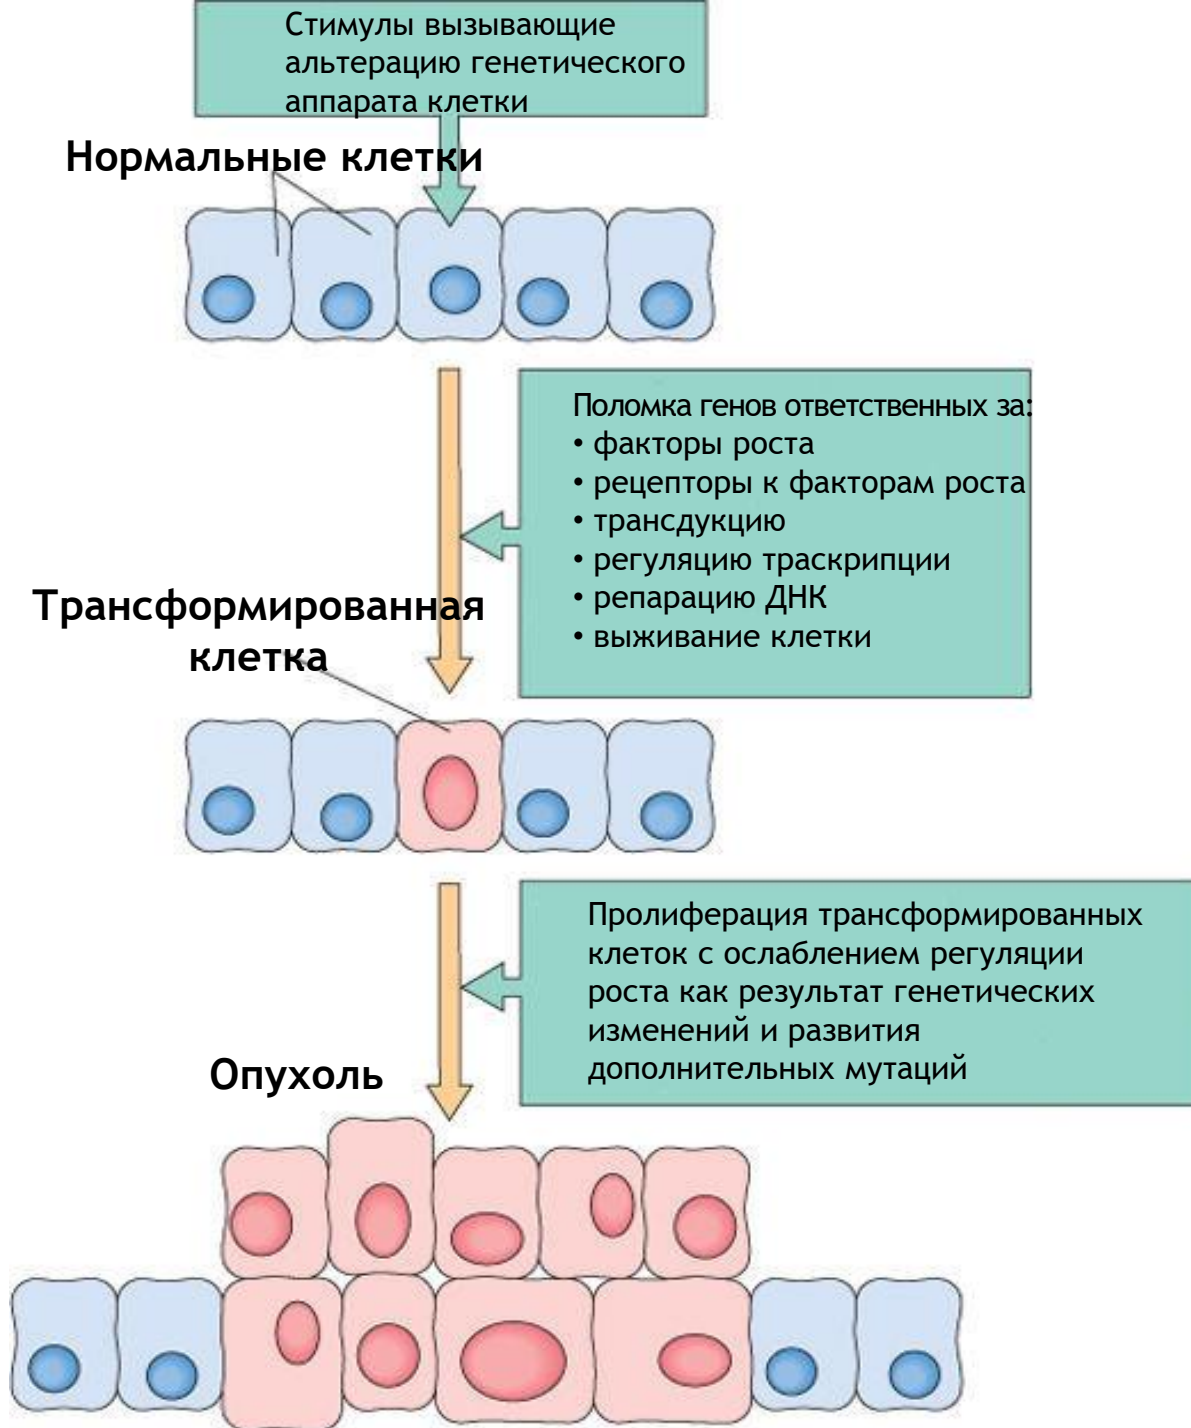 Стимулы вызывающие
альтерацию генетического
аппарата клетки
Нормальные клетки
Поломка генов ответственных за:
• факторы роста
• рецепторы к факторам роста
• трансдукцию
• регуляцию траскрипции
• репарацию ДНК
• выживание клетки
Трансформированная
клетка
Пролиферация трансформированных
клеток с ослаблением регуляции
роста как результат генетических
изменений и развития
дополнительных мутаций
Опухоль